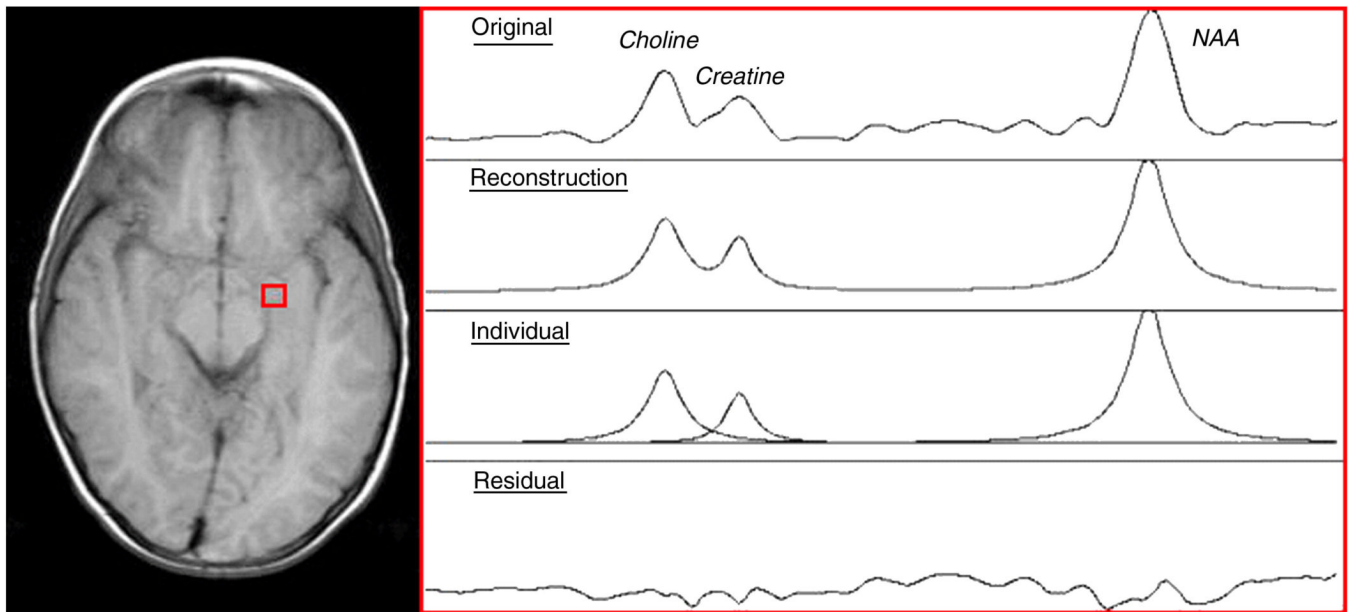 Original
Choline
Creatine
NAA
Reconstruction
Individual
Residual